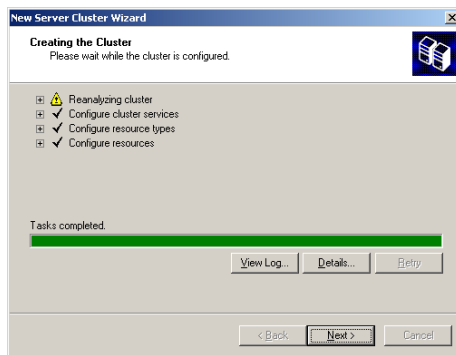 New Server Cluster Wizard
Creating the Cluster
Please wait while the cluster is configured.
Reanalyzing cluster
Configure cluster services
Configure resource types
Configure resources
Tasks completed.
View Log... Details... Retry
< Back Next > Cancel